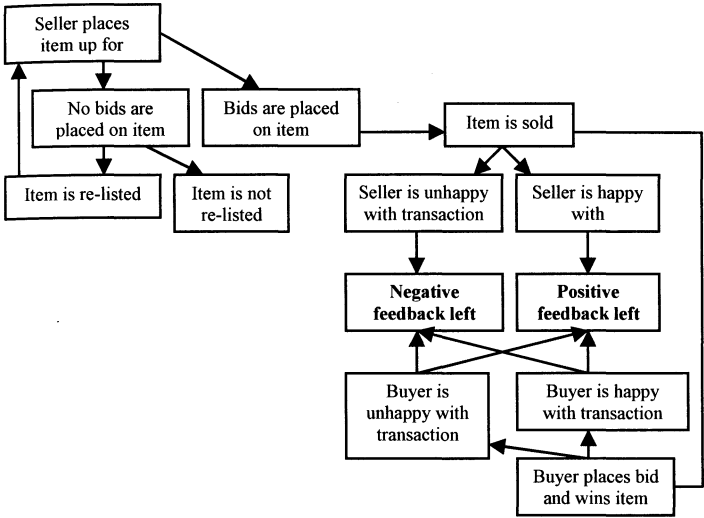 Seller places
item up for
No bids are
placed on item
Bids are placed
on item
Item is sold
Item is re-listed
Item is not
re-listed
Seller is unhappy
with transaction
Seller is happy
with
Negative
feedback left
Positive
feedback left
Buyer is
unhappy with
transaction
Buyer is happy
with transaction
Buyer places bid
and wins item